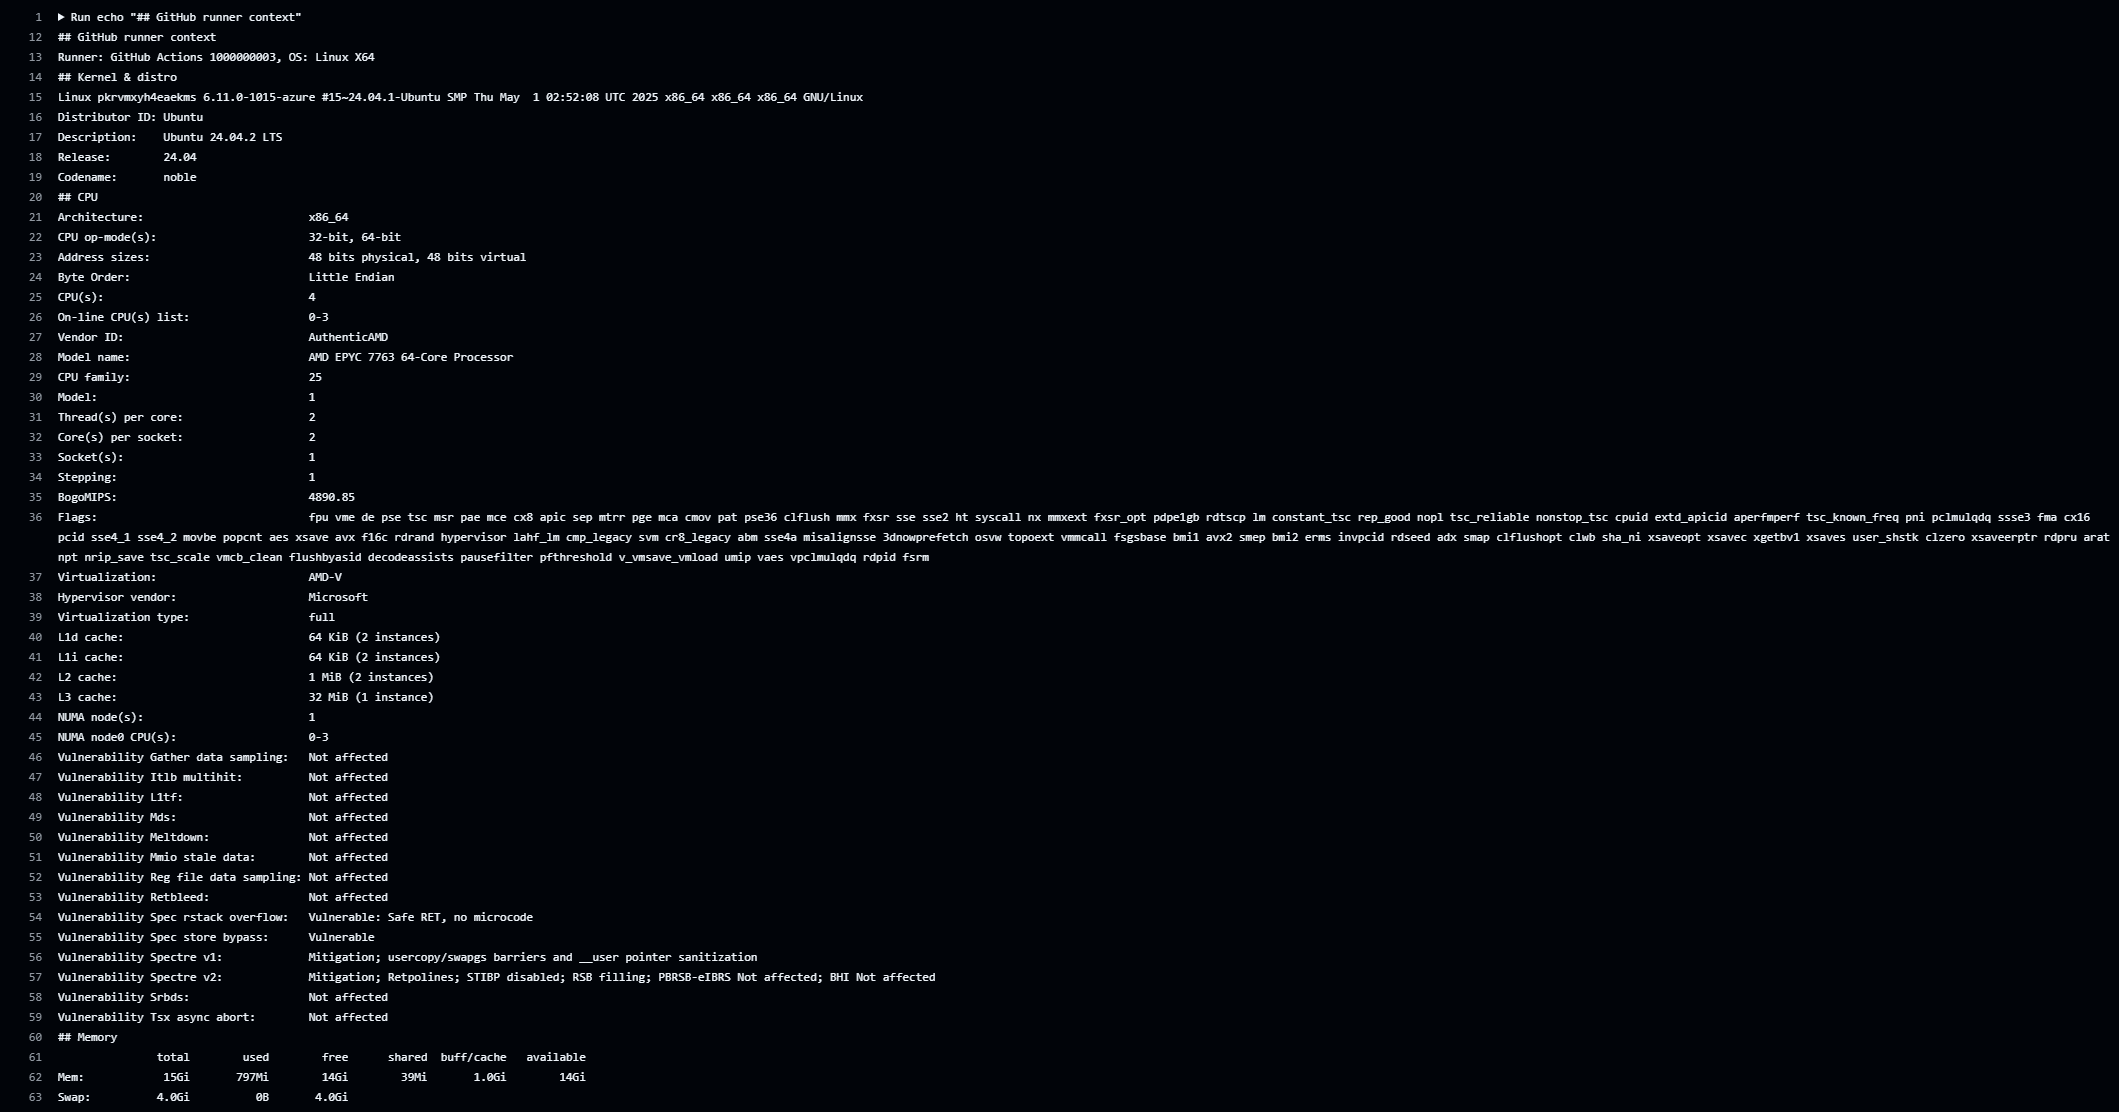 1 ▶ Run echo "## GitHub runner context"
12 ## GitHub runner context
13 Runner: GitHub Actions 1000000003, OS: Linux X64
14 ## Kernel & distro
15 Linux pkrvmxyh4eaekms 6.11.0-1015-azure #15~24.04.1-Ubuntu SMP Thu May  1 02:52:08 UTC 2025 x86_64 x86_64 x86_64 GNU/Linux
16 Distributor ID: Ubuntu
17 Description:    Ubuntu 24.04.2 LTS
18 Release:        24.04
19 Codename:       noble
20 ## CPU
21 Architecture:                         x86_64
22 CPU op-mode(s):                       32-bit, 64-bit
23 Address sizes:                        48 bits physical, 48 bits virtual
24 Byte Order:                           Little Endian
25 CPU(s):                               4
26 On-line CPU(s) list:                  0-3
27 Vendor ID:                            AuthenticAMD
28 Model name:                           AMD EPYC 7763 64-Core Processor
29 CPU family:                           25
30 Model:                                1
31 Thread(s) per core:                   2
32 Core(s) per socket:                   2
33 Socket(s):                            1
34 Stepping:                             1
35 BogoMIPS:                             4890.85
36 Flags:                                fpu vme de pse tsc msr pae mce cx8 apic sep mtrr pge mca cmov pat pse36 clflush mmx fxsr sse sse2 ht syscall nx mmxext fxsr_opt pdpe1gb rdtscp lm constant_tsc rep_good nopl tsc_reliable nonstop_tsc cpuid extd_apicid aperfmperf tsc_known_freq pni pclmulqdq ssse3 fma cx16
pcid sse4_1 sse4_2 movbe popcnt aes xsave avx f16c rdrand hypervisor lahf_lm cmp_legacy svm cr8_legacy abm sse4a misalignsse 3dnowprefetch osvw topoext vmmcall fsgsbase bmi1 avx2 smep bmi2 erms invpcid rdseed adx smap clflushopt clwb sha_ni xsaveopt xsavec xgetbv1 xsaves user_shstk clzero xsaveerptr rdpru arat
npt nrip_save tsc_scale vmcb_clean flushbyasid decodeassists pausefilter pfthreshold v_vmsave_vmload umip vaes vpclmulqdq rdpid fsrm
37 Virtualization:                       AMD-V
38 Hypervisor vendor:                    Microsoft
39 Virtualization type:                  full
40 L1d cache:                            64 KiB (2 instances)
41 L1i cache:                            64 KiB (2 instances)
42 L2 cache:                             1 MiB (2 instances)
43 L3 cache:                             32 MiB (1 instance)
44 NUMA node(s):                         1
45 NUMA node0 CPU(s):                    0-3
46 Vulnerability Gather data sampling:   Not affected
47 Vulnerability Itlb multihit:          Not affected
48 Vulnerability L1tf:                   Not affected
49 Vulnerability Mds:                    Not affected
50 Vulnerability Meltdown:               Not affected
51 Vulnerability Mmio stale data:        Not affected
52 Vulnerability Reg file data sampling: Not affected
53 Vulnerability Retbleed:               Not affected
54 Vulnerability Spec rstack overflow:   Vulnerable: Safe RET, no microcode
55 Vulnerability Spec store bypass:      Vulnerable
56 Vulnerability Spectre v1:             Mitigation; usercopy/swapgs barriers and __user pointer sanitization
57 Vulnerability Spectre v2:             Mitigation; Retpolines; STIBP disabled; RSB filling; PBRSB-eIBRS Not affected; BHI Not affected
58 Vulnerability Srbds:                  Not affected
59 Vulnerability Tsx async abort:        Not affected
60 ## Memory
61                total        used        free      shared  buff/cache   available
62 Mem:            15Gi       797Mi        14Gi        39Mi       1.0Gi        14Gi
63 Swap:          4.0Gi          0B       4.0Gi